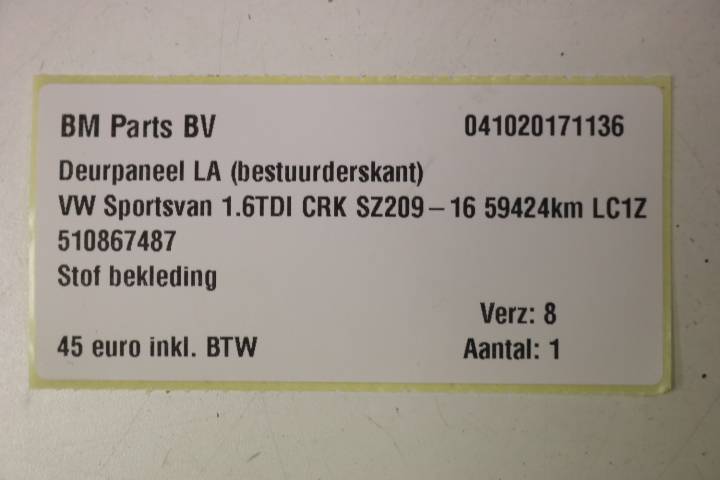 BM Parts BV 041020171136
Deurpaneel LA (bestuurderskant)
VW Sportsvan 1.6TDI CRK SZ209–16 59424km LC1Z
510867487
Stof bekleding
Verz: 8
45 euro inkl. BTW Aantal: 1